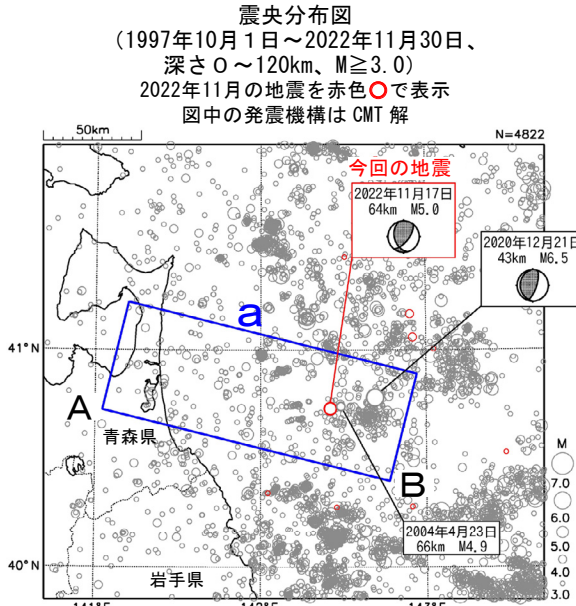 震央分布図
(1997年10月1日～2022年11月30日、
深さ0～120km、M≧3.0)
2022年11月の地震を赤色○で表示
図中の発震機構は CMT 解
50km
N=4822
今回の地震
2022年11月17日
64km M5.0
2020年12月21日
43km M6.5
a
41°N
A
青森県
B
M
7.0
6.0
5.0
4.0
3.0
2004年4月23日
66km M4.9
40°N
岩手県